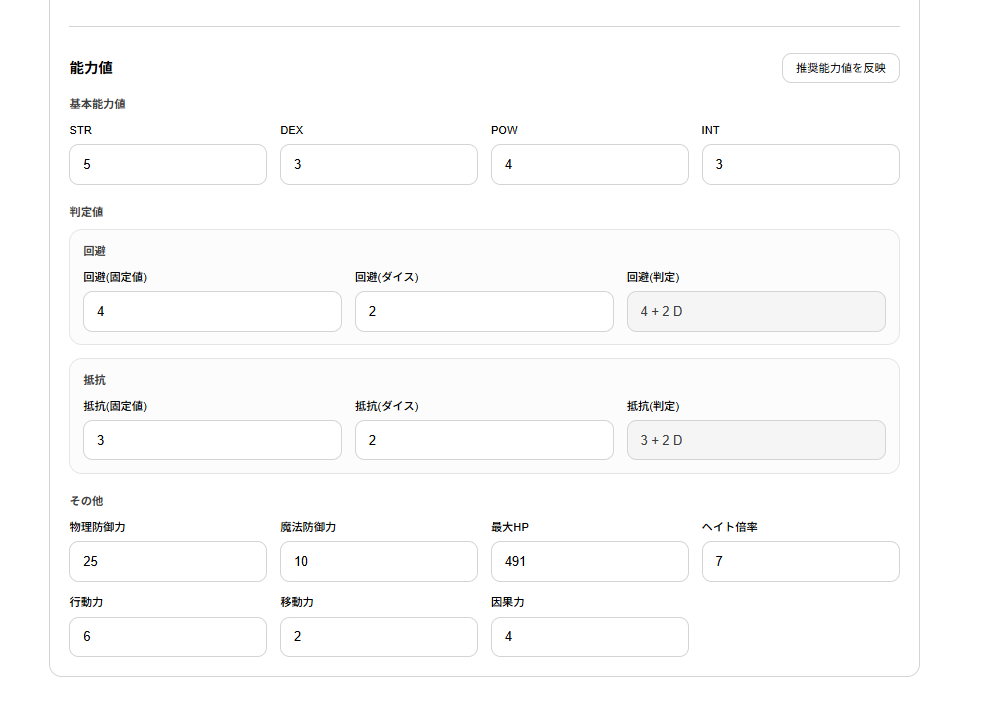 能力値 推奨能力値を反映
基本能力値
STR DEX POW INT
5 3 4 3
判定値
回避
回避(固定値) 回避(ダイス) 回避(判定)
4 2 4 + 2 D
抵抗
抵抗(固定値) 抵抗(ダイス) 抵抗(判定)
3 2 3 + 2 D
その他
物理防御力 魔法防御力 最大HP ヘイト倍率
25 10 491 7
行動力 移動力 因果力
6 2 4